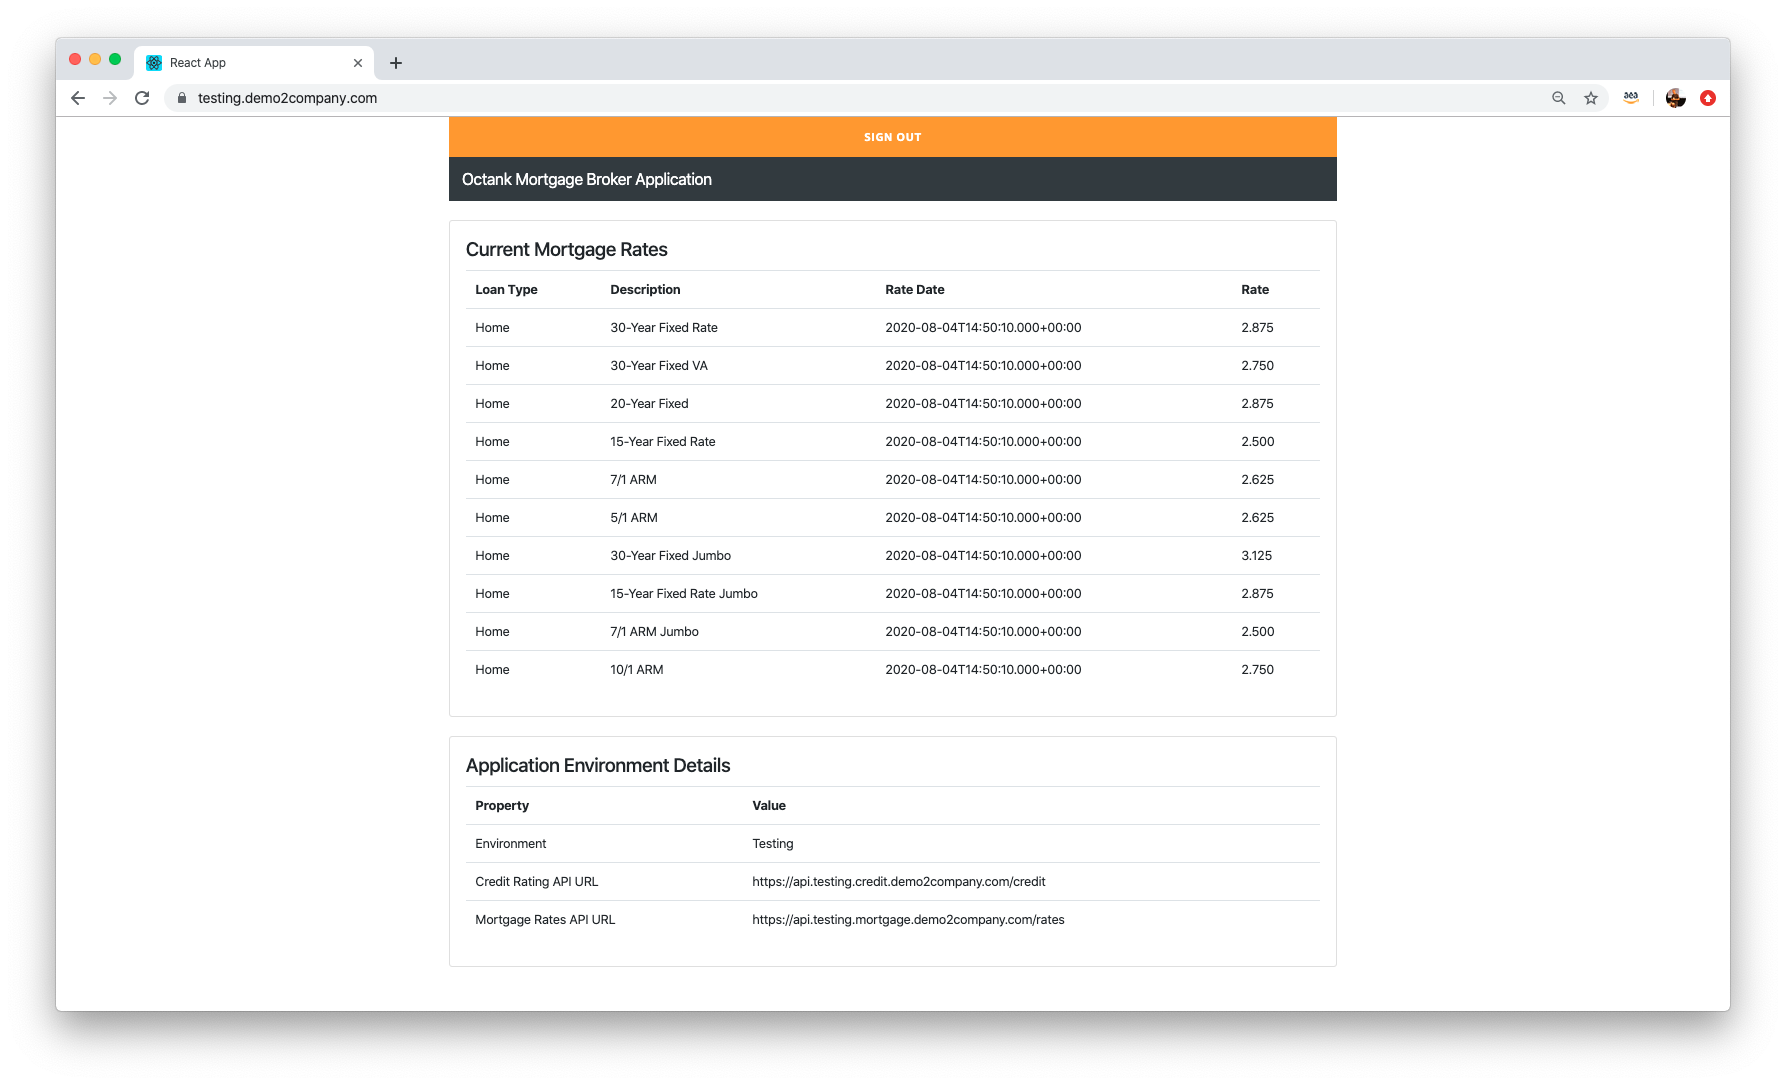 React App
testing.demo2company.com
SIGN OUT
Octank Mortgage Broker Application
Current Mortgage Rates
Loan Type Description Rate Date Rate
Home 30-Year Fixed Rate 2020-08-04T14:50:10.000+00:00 2.875
Home 30-Year Fixed VA 2020-08-04T14:50:10.000+00:00 2.750
Home 20-Year Fixed 2020-08-04T14:50:10.000+00:00 2.875
Home 15-Year Fixed Rate 2020-08-04T14:50:10.000+00:00 2.500
Home 7/1 ARM 2020-08-04T14:50:10.000+00:00 2.625
Home 5/1 ARM 2020-08-04T14:50:10.000+00:00 2.625
Home 30-Year Fixed Jumbo 2020-08-04T14:50:10.000+00:00 3.125
Home 15-Year Fixed Rate Jumbo 2020-08-04T14:50:10.000+00:00 2.875
Home 7/1 ARM Jumbo 2020-08-04T14:50:10.000+00:00 2.500
Home 10/1 ARM 2020-08-04T14:50:10.000+00:00 2.750
Application Environment Details
Property Value
Environment Testing
Credit Rating API URL https://api.testing.credit.demo2company.com/credit
Mortgage Rates API URL https://api.testing.mortgage.demo2company.com/rates